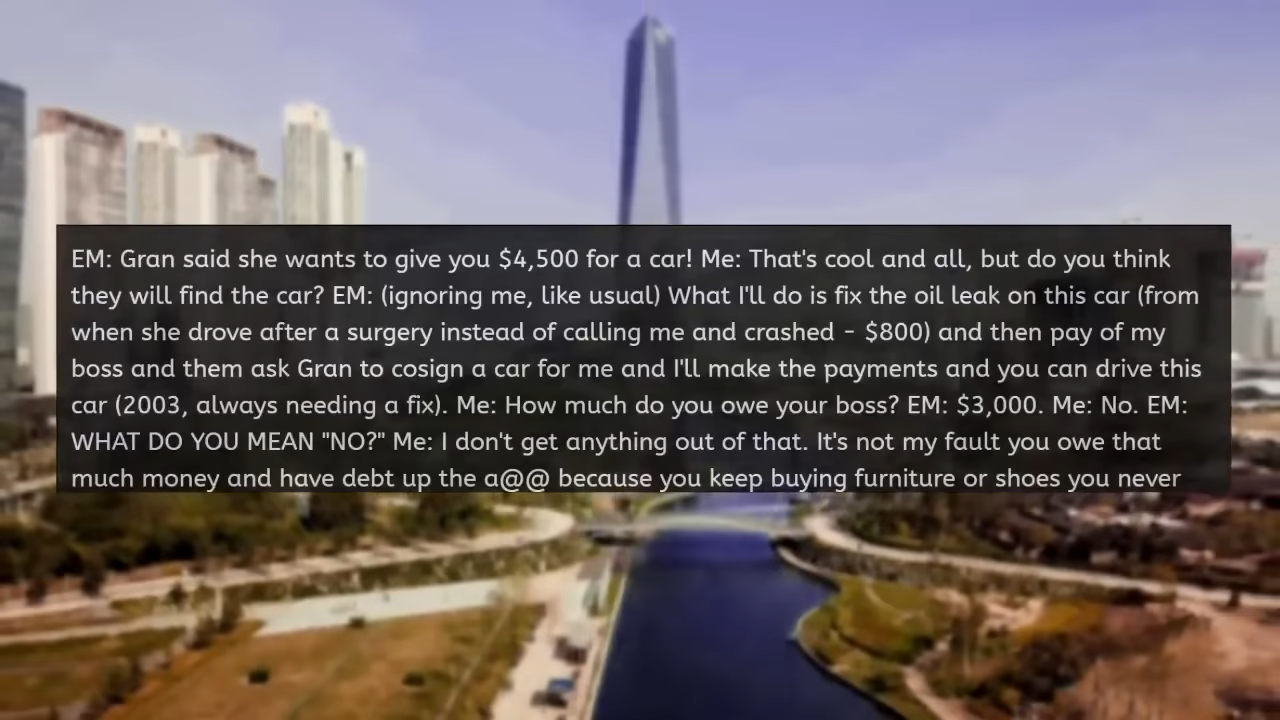 EM: Gran said she wants to give you $4,500 for a car! Me: That's cool and all, but do you think
they will find the car? EM: (ignoring me, like usual) What I'll do is fix the oil leak on this car (from
when she drove after a surgery instead of calling me and crashed - $800) and then pay of my
boss and them ask Gran to cosign a car for me and I'll make the payments and you can drive this
car (2003, always needing a fix). Me: How much do you owe your boss? EM: $3,000. Me: No. EM:
WHAT DO YOU MEAN "NO?" Me: I don't get anything out of that. It's not my fault you owe that
much money and have debt up the a@@ because you keep buying furniture or shoes you never